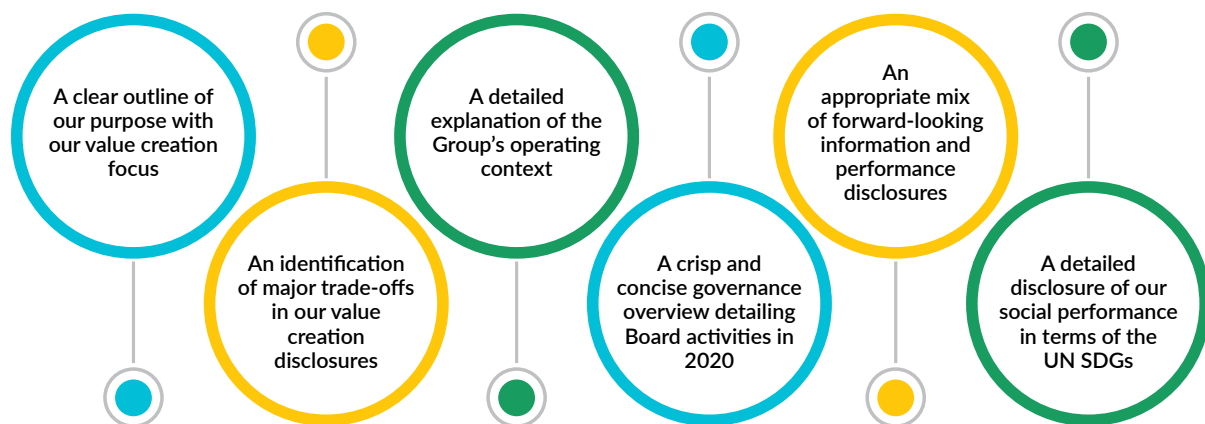 A clear outline of
our purpose with
our value creation
focus
An identification
of major trade-offs
in our value
creation
disclosures
A detailed
explanation of the
Group’s operating
context
A crisp and
concise governance
overview detailing
Board activities in
2020
An
appropriate mix
of forward-looking
information and
performance
disclosures
A detailed
disclosure of our
social performance
in terms of the
UN SDGs